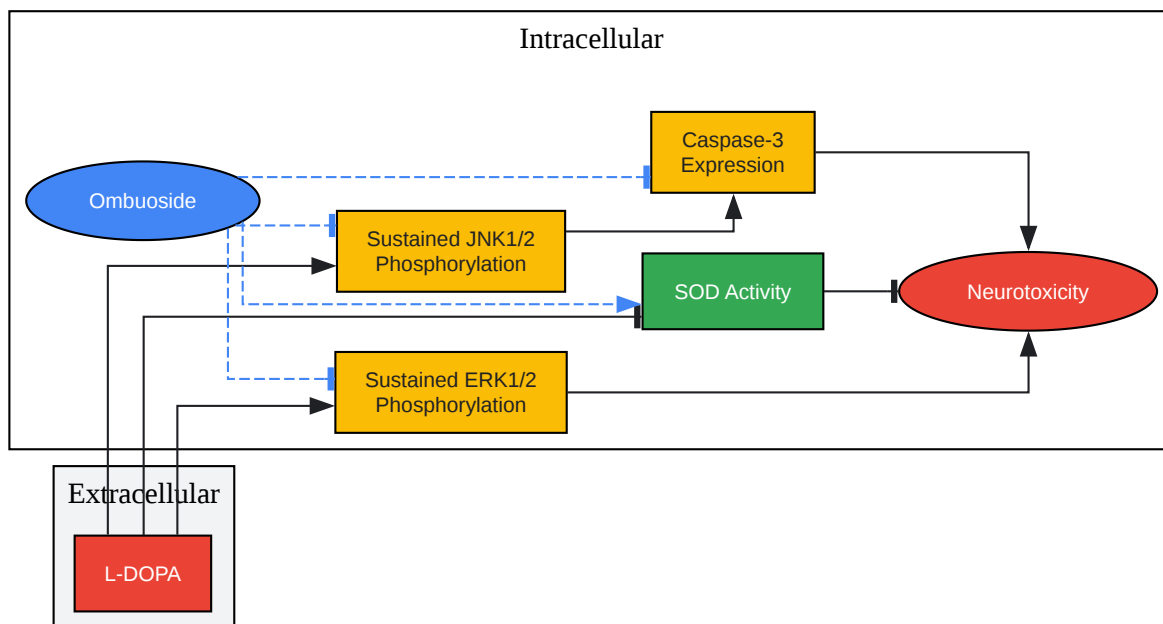 Intracellular
Caspase-3
Expression
Ombuoside
Sustained JNK1/2
Phosphorylation
SOD Activity
Neurotoxicity
Sustained ERK1/2
Phosphorylation
Extracellular
L-DOPA